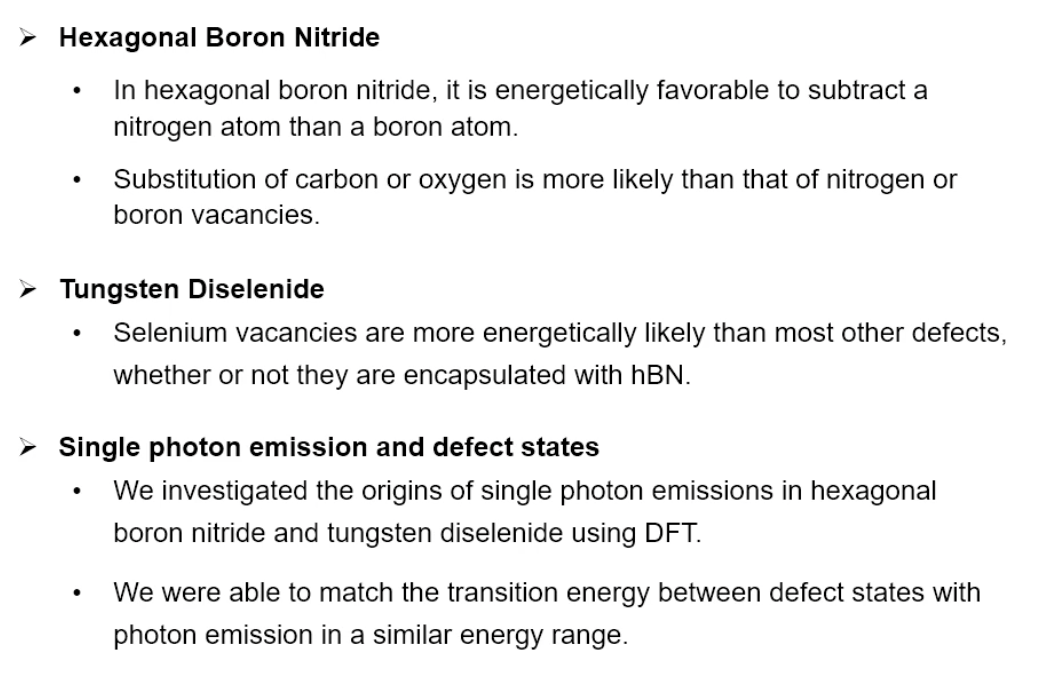 ➢ Hexagonal Boron Nitride
• In hexagonal boron nitride, it is energetically favorable to subtract a
nitrogen atom than a boron atom.
• Substitution of carbon or oxygen is more likely than that of nitrogen or
boron vacancies.
➢ Tungsten Diselenide
• Selenium vacancies are more energetically likely than most other defects,
whether or not they are encapsulated with hBN.
➢ Single photon emission and defect states
• We investigated the origins of single photon emissions in hexagonal
boron nitride and tungsten diselenide using DFT.
• We were able to match the transition energy between defect states with
photon emission in a similar energy range.